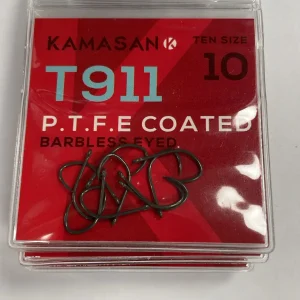 KAMASAN K
TEN SIZE
10
T911
P.T.F.E COATED
BARBLESS EYED